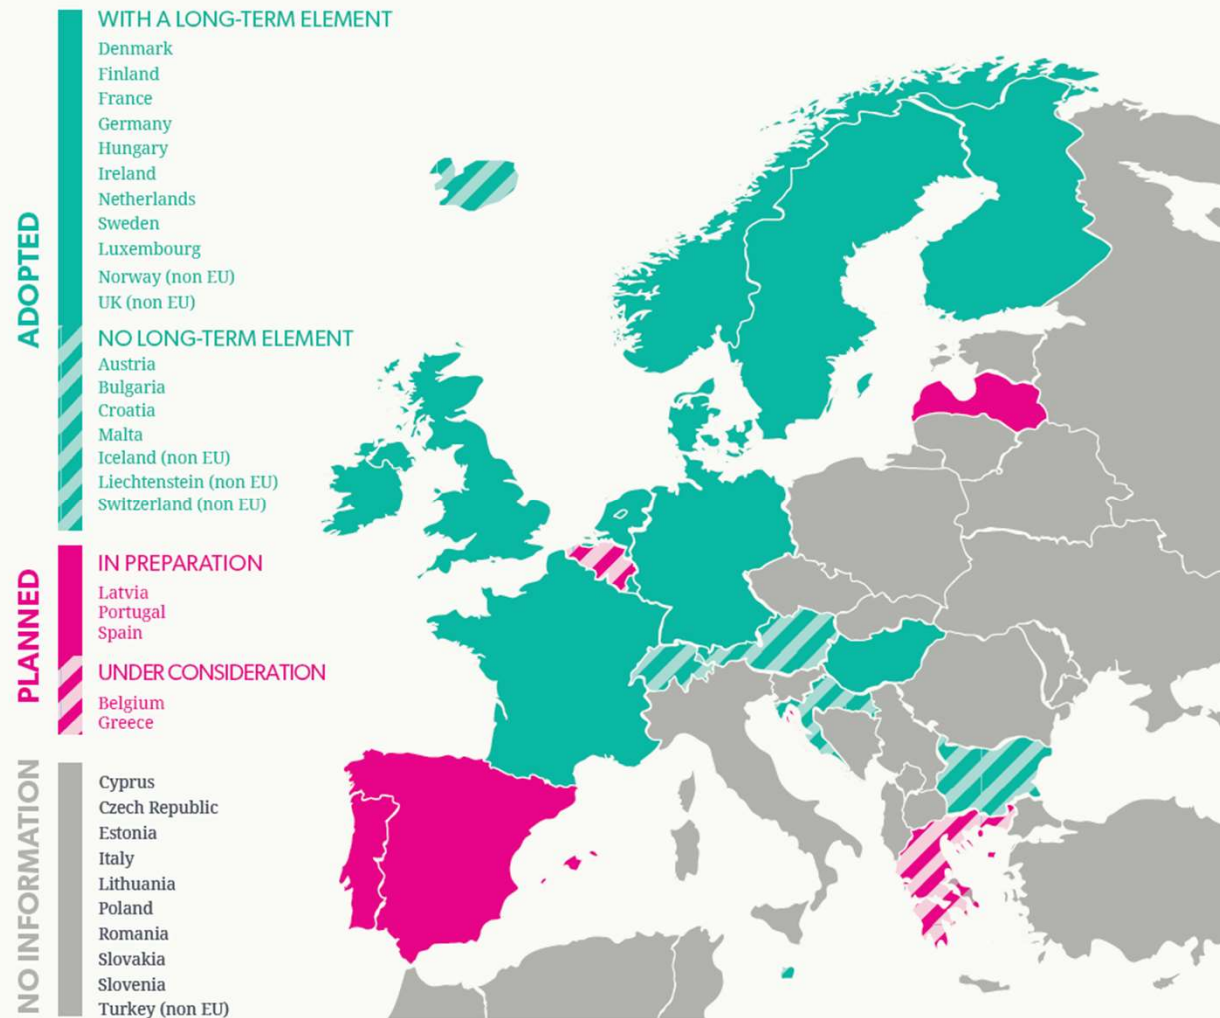 ADOPTED
WITH A LONG-TERM ELEMENT
Denmark
Finland
France
Germany
Hungary
Ireland
Netherlands
Sweden
Luxembourg
Norway (non EU)
UK (non EU)
NO LONG-TERM ELEMENT
Austria
Bulgaria
Croatia
Malta
Iceland (non EU)
Liechtenstein (non EU)
Switzerland (non EU)
PLANNED
IN PREPARATION
Latvia
Portugal
Spain
UNDER CONSIDERATION
Belgium
Greece
NO INFORMATION
Cyprus
Czech Republic
Estonia
Italy
Lithuania
Poland
Romania
Slovakia
Slovenia
Turkey (non EU)